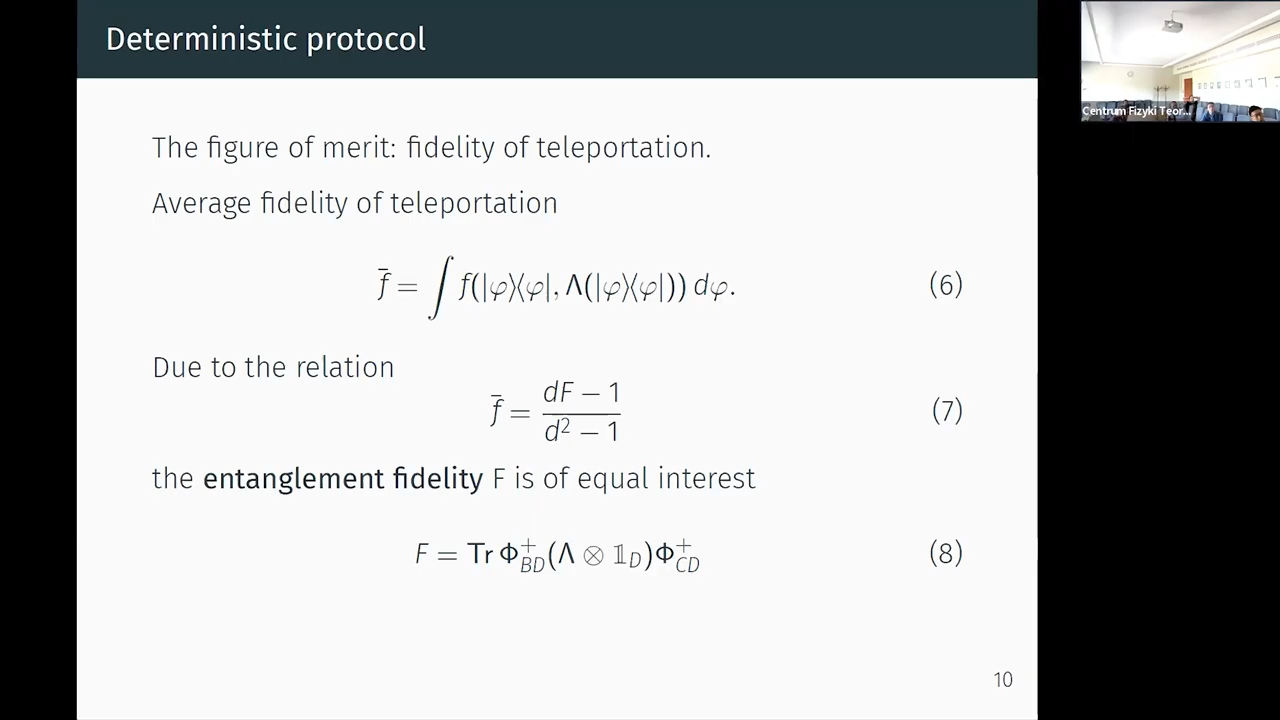 Deterministic protocol
Centrum Fizyki Teor...
The figure of merit: fidelity of teleportation.
Average fidelity of teleportation
f̄ = ∫ f(|φ⟩⟨φ|, Λ(|φ⟩⟨φ|)) dφ. (6)
Due to the relation
f̄ = (dF − 1)/(d² − 1) (7)
the entanglement fidelity F is of equal interest
F = Tr Φ⁺_BD(Λ ⊗ 𝟙_D)Φ⁺_CD (8)
10